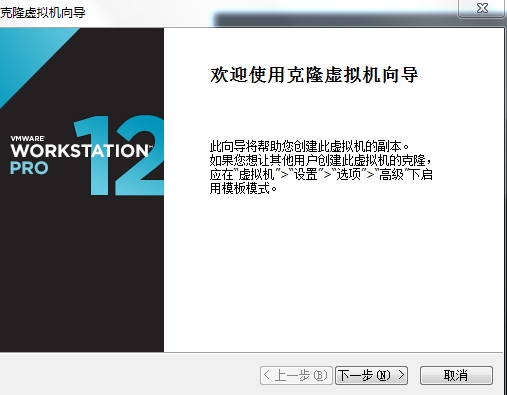 克隆虚拟机向导
欢迎使用克隆虚拟机向导
VMWARE
WORKSTATION™
PRO
12
此向导将帮助您创建此虚拟机的副本。
如果您想让其他用户创建此虚拟机的克隆，
应在“虚拟机”>“设置”>“选项”>“高级”下启
用模板模式。
< 上一步(B)
下一步(N) >
取消